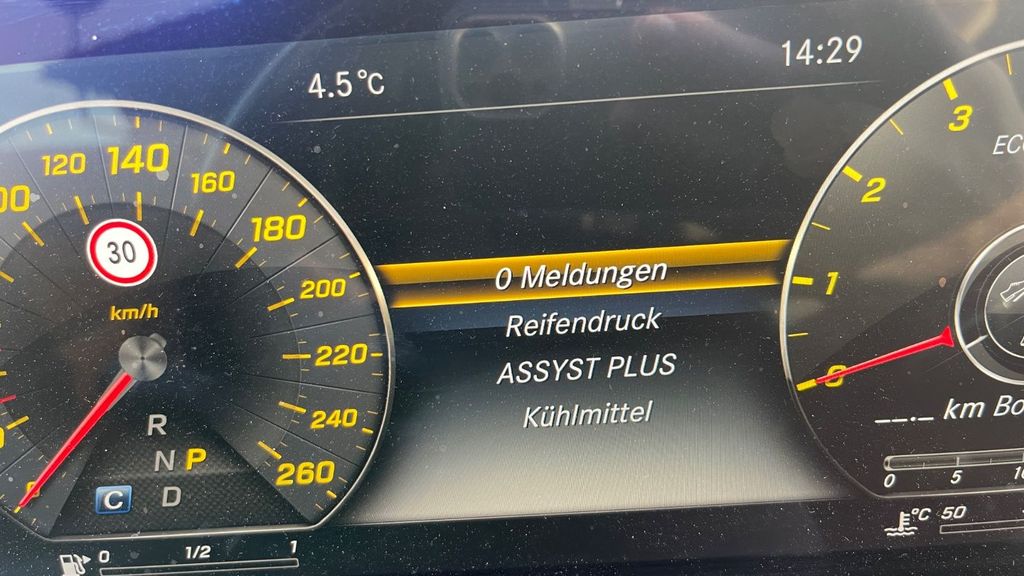 4.5°C
14:29
120 140 160
180
200
220
240
260
30
km/h
R
N P
C D
0 1/2 1
0 Meldungen
Reifendruck
ASSYST PLUS
Kühlmittel
3
2
1
0
--.- km
0 5
°C 50